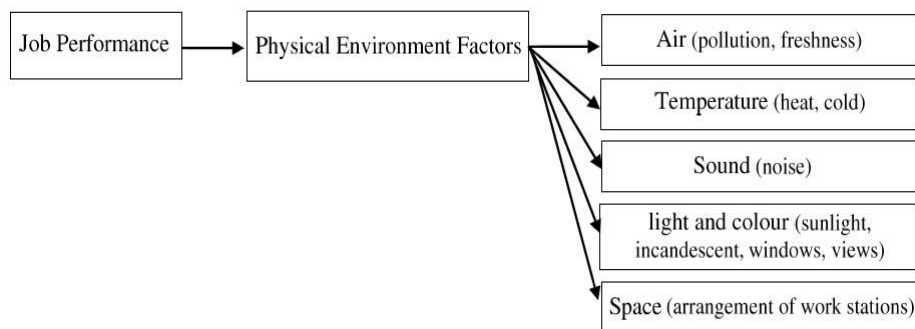 Job Performance
Physical Environment Factors
Air (pollution, freshness)
Temperature (heat, cold)
Sound (noise)
light and colour (sunlight,
incandescent, windows, views)
Space (arrangement of work stations)